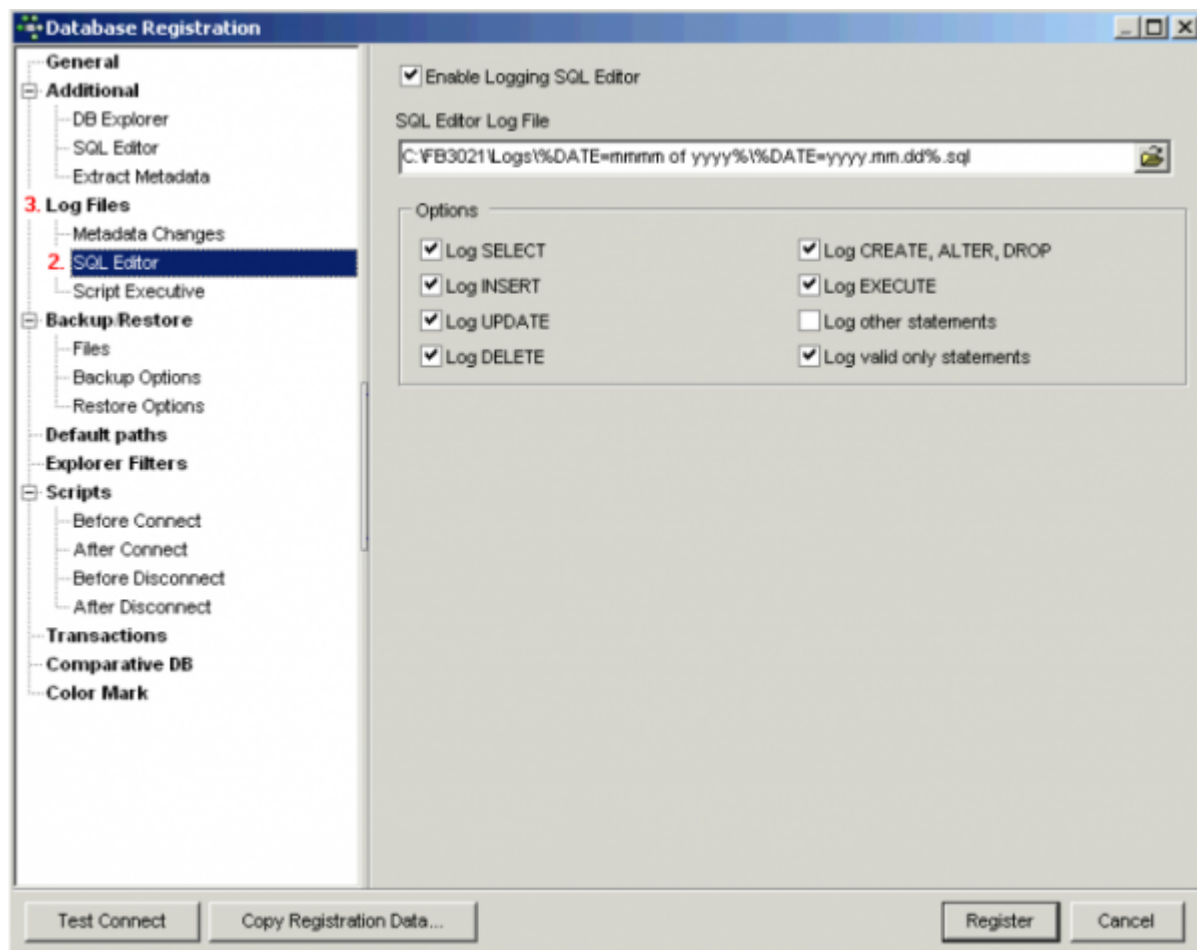 Database Registration
General
Additional
DB Explorer
SQL Editor
Extract Metadata
3. Log Files
Metadata Changes
2. SQL Editor
Script Executive
Backup/Restore
Files
Backup Options
Restore Options
Default paths
Explorer Filters
Scripts
Before Connect
After Connect
Before Disconnect
After Disconnect
Transactions
Comparative DB
Color Mark
Enable Logging SQL Editor
SQL Editor Log File
C:\FB3021\Logs\%DATE=mmmm of yyyy%\%DATE=yyyy.mm.dd%.sql
Options
Log SELECT
Log INSERT
Log UPDATE
Log DELETE
Log CREATE, ALTER, DROP
Log EXECUTE
Log other statements
Log valid only statements
Test Connect
Copy Registration Data...
Register
Cancel